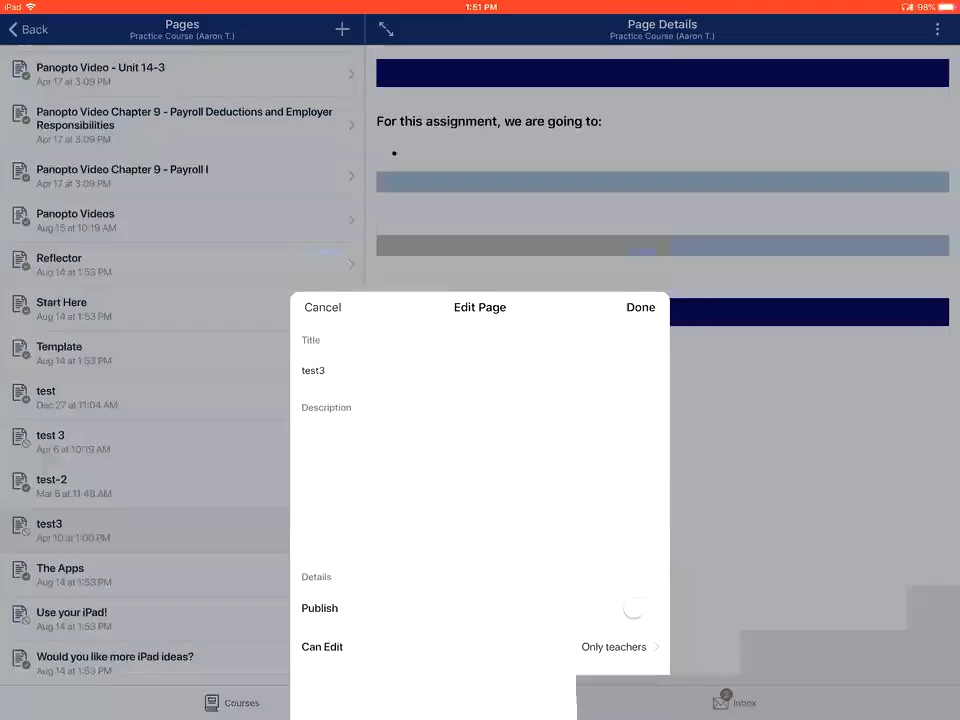 iPad
1:51 PM
98%
Back
Pages
Practice Course (Aaron T.)
Page Details
Practice Course (Aaron T.)
Panopto Video - Unit 14-3
Apr 17 at 3:09 PM
Panopto Video Chapter 9 - Payroll Deductions and Employer
Responsibilities
Apr 17 at 3:09 PM
Panopto Video Chapter 9 - Payroll I
Apr 17 at 3:09 PM
Panopto Videos
Aug 15 at 10:19 AM
Reflector
Aug 14 at 1:53 PM
Start Here
Aug 14 at 1:53 PM
Template
Aug 14 at 1:53 PM
test
Dec 27 at 11:04 AM
test 3
Apr 6 at 10:19 AM
test-2
Mar 6 at 11:48 AM
test3
Apr 10 at 1:00 PM
The Apps
Aug 14 at 1:53 PM
Use your iPad!
Aug 14 at 1:53 PM
Would you like more iPad ideas?
Aug 14 at 1:53 PM
For this assignment, we are going to:
Cancel
Edit Page
Done
Title
test3
Description
Details
Publish
Can Edit
Only teachers
Courses
Inbox